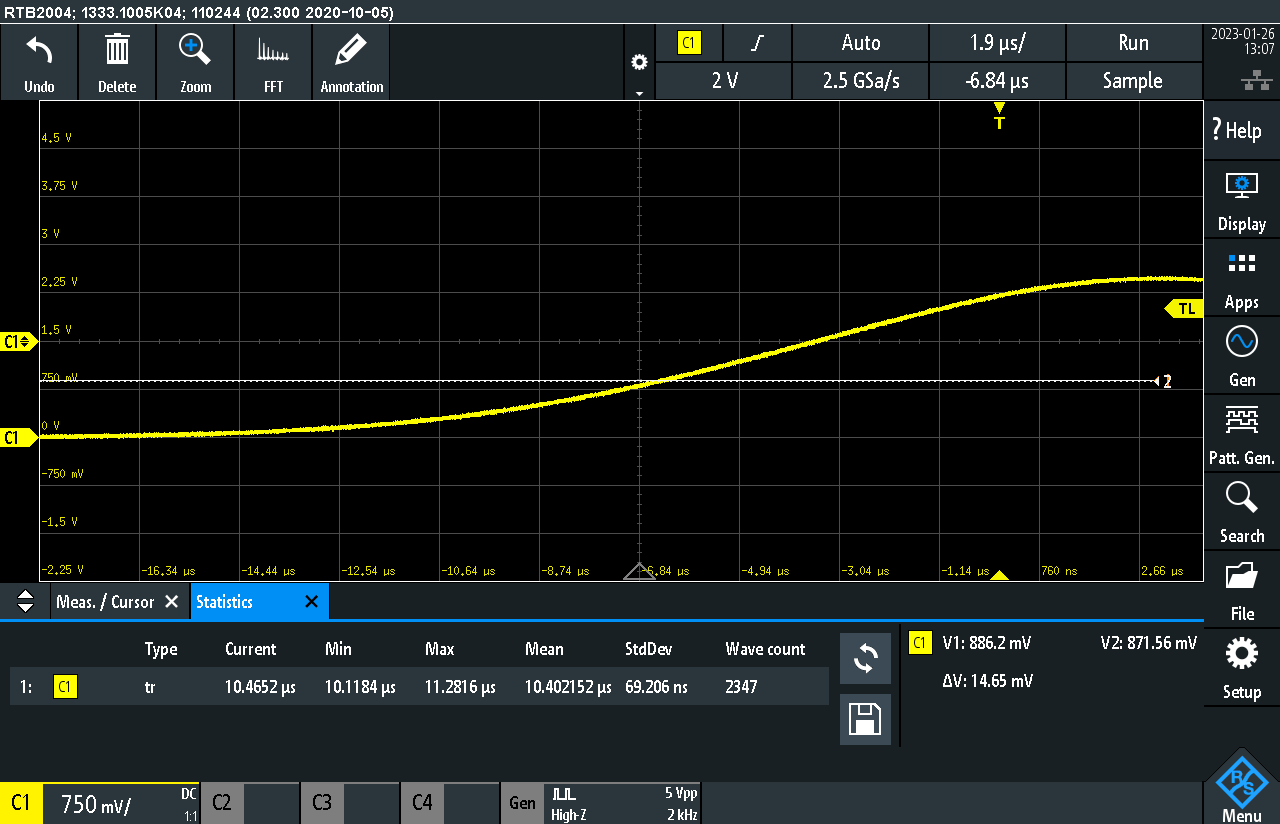 RTB2004; 1333.1005K04; 110244 (02.300 2020-10-05)
Undo Delete Zoom FFT Annotation
C1 Auto 1.9 µs/ Run
2 V 2.5 GSa/s -6.84 µs Sample
2023-01-26
13:07
T
4.5 V
3.75 V
3 V
2.25 V
TL
1.5 V
C1
750 mV
2
0 V
C1
-750 mV
-1.5 V
-2.25 V -16.34 µs -14.44 µs -12.54 µs -10.64 µs -8.74 µs -6.84 µs -4.94 µs -3.04 µs -1.14 µs 760 ns 2.66 µs
? Help
Display
Apps
Gen
Patt. Gen.
Search
File
Setup
R&S
Menu
Meas. / Cursor Statistics
Type Current Min Max Mean StdDev Wave count
1: C1 tr 10.4652 µs 10.1184 µs 11.2816 µs 10.402152 µs 69.206 ns 2347
C1 V1: 886.2 mV V2: 871.56 mV
ΔV: 14.65 mV
C1 750 mV/ DC 1:1
C2
C3
C4
Gen 5 Vpp
High-Z 2 kHz